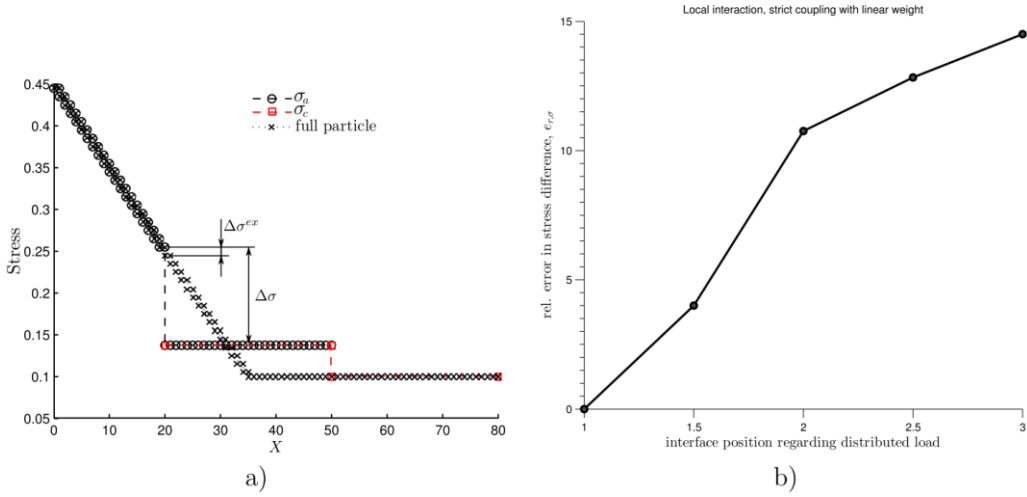 Local interaction, strict coupling with linear weight
σₐ
σ_c
full particle
Δσᵉˣ
Δσ
Stress
0.45
0.4
0.35
0.3
0.25
0.2
0.15
0.1
0.05
0 10 20 30 40 50 60 70 80
X
a)
rel. error in stress difference, e_{r,σ}
15
10
5
0
1 1.5 2 2.5 3
interface position regarding distributed load
b)